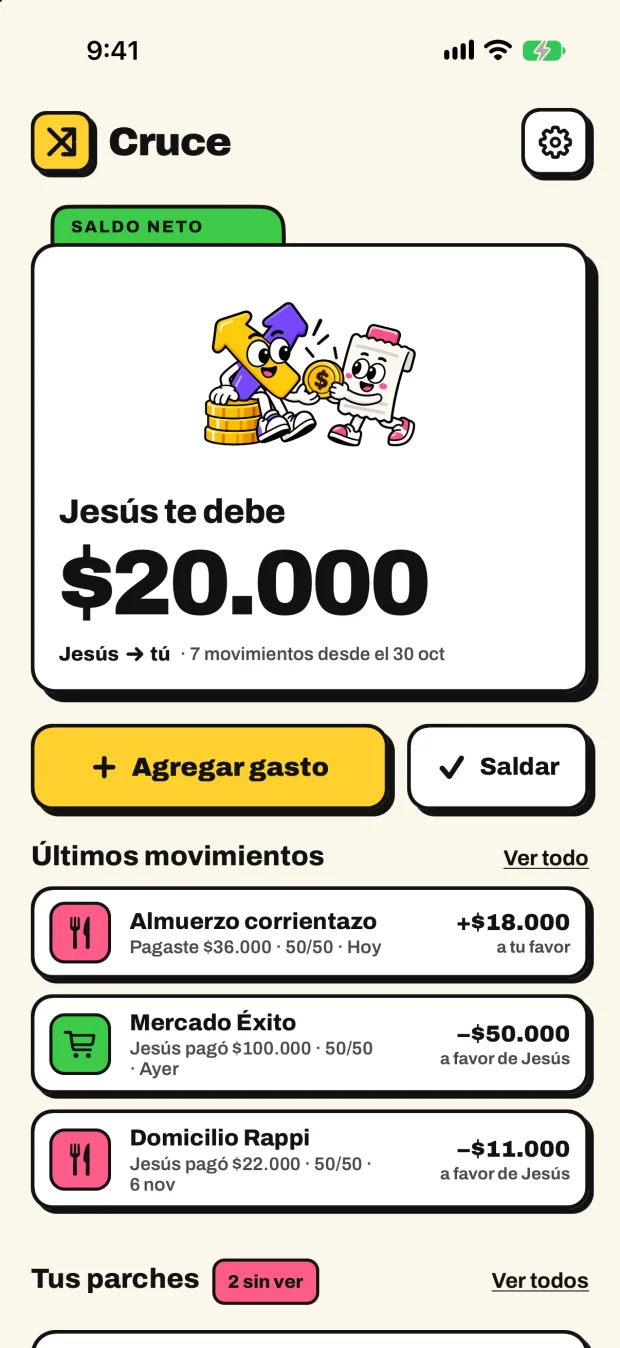 9:41
Cruce
SALDO NETO
$
Jesús te debe
$20.000
Jesús → tú · 7 movimientos desde el 30 oct
+ Agregar gasto
✓ Saldar
Últimos movimientos
Ver todo
Almuerzo corrientazo
+$18.000
Pagaste $36.000 · 50/50 · Hoy
a tu favor
Mercado Éxito
–$50.000
Jesús pagó $100.000 · 50/50
· Ayer
a favor de Jesús
Domicilio Rappi
–$11.000
Jesús pagó $22.000 · 50/50 ·
6 nov
a favor de Jesús
Tus parches
2 sin ver
Ver todos